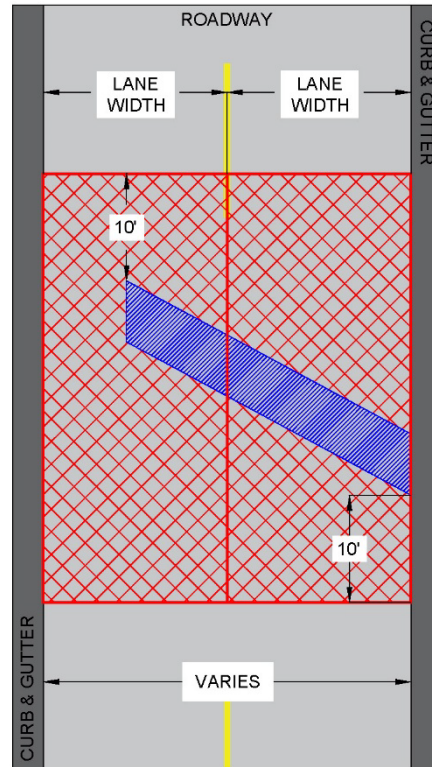 ROADWAY
LANE
WIDTH
LANE
WIDTH
CURB & GUTTER
10'
10'
VARIES
CURB & GUTTER